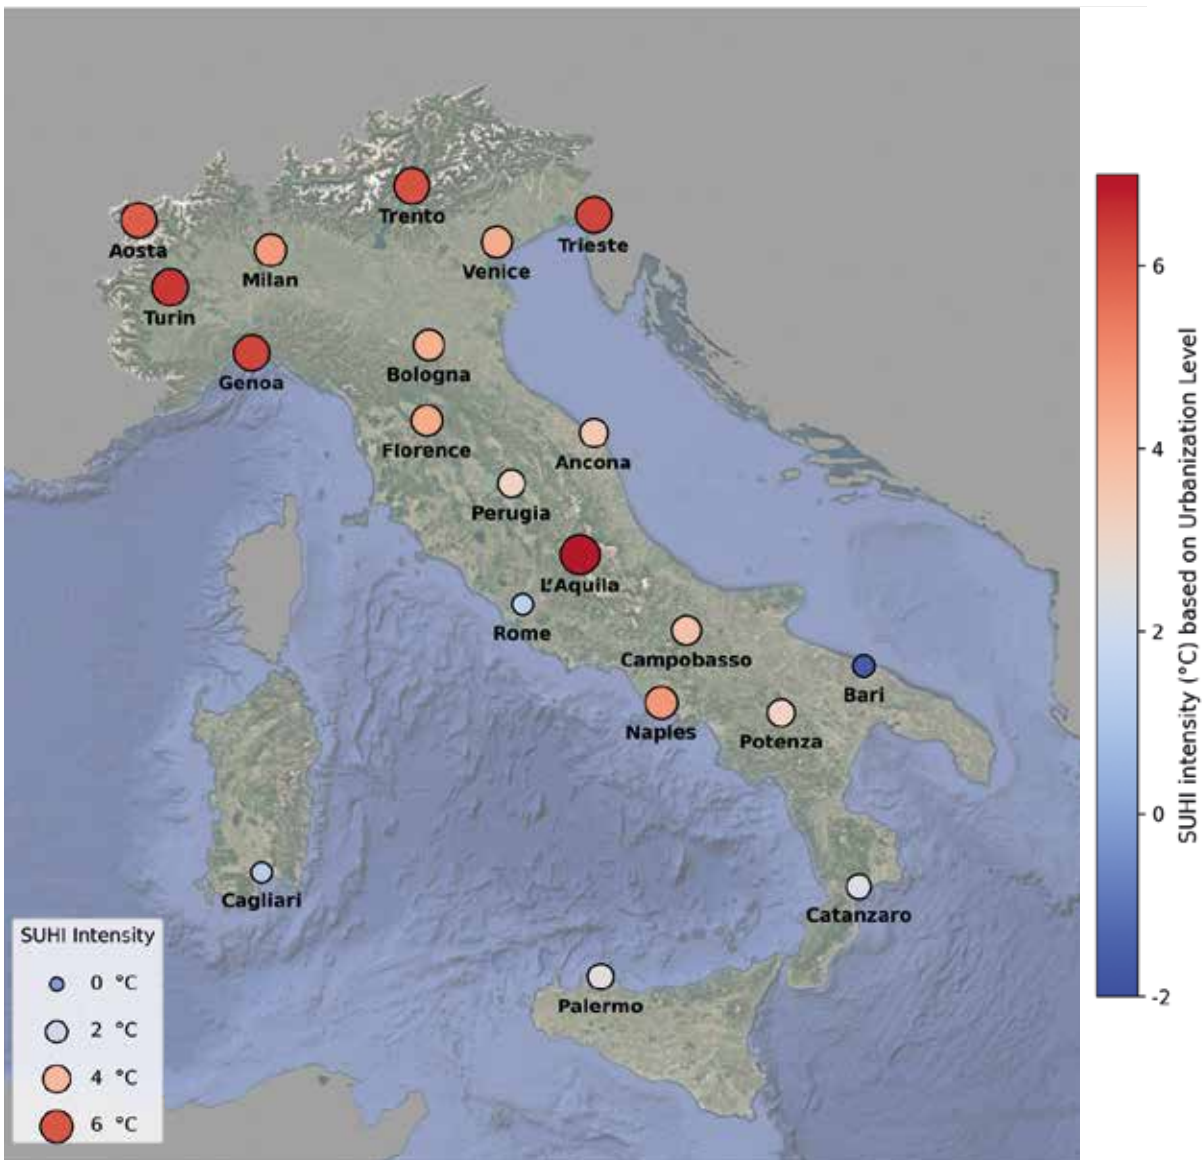 Trento
Aosta
Trieste
Milan
Venice
Turin
Genoa
Bologna
Florence
Ancona
Perugia
L'Aquila
Rome
Campobasso
Bari
Naples
Potenza
Cagliari
Catanzaro
Palermo
SUHI Intensity
0 °C
2 °C
4 °C
6 °C
6
4
2
0
-2
SUHI intensity (°C) based on Urbanization Level